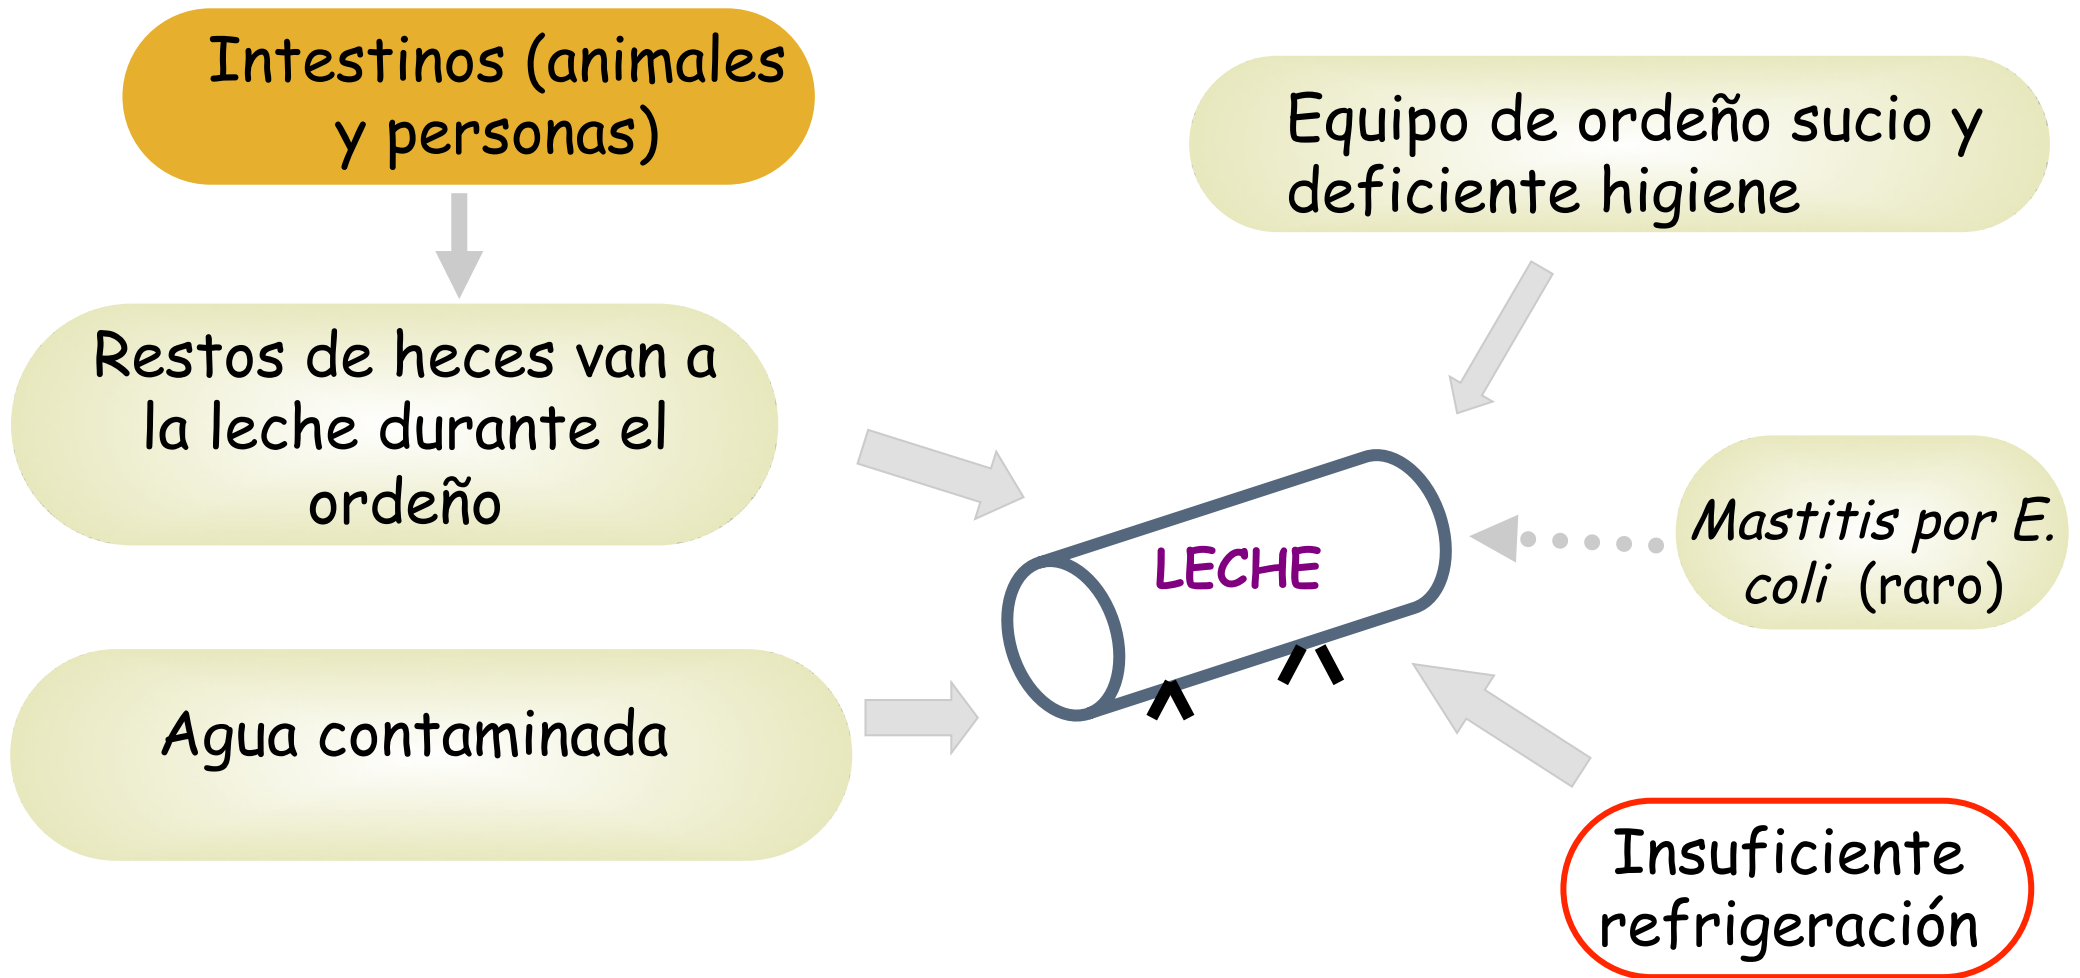 Intestinos (animales
y personas)
Equipo de ordeño sucio y
deficiente higiene
Restos de heces van a
la leche durante el
ordeño
LECHE
Mastitis por E.
coli (raro)
Agua contaminada
Insuficiente
refrigeración